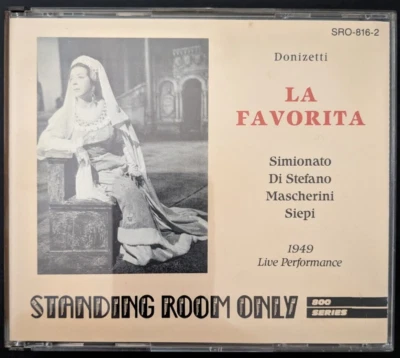 SRO-816-2
Donizetti
LA
FAVORITA
Simionato
Di Stefano
Mascherini
Siepi
1949
Live Performance
STANDING ROOM ONLY
800
SERIES